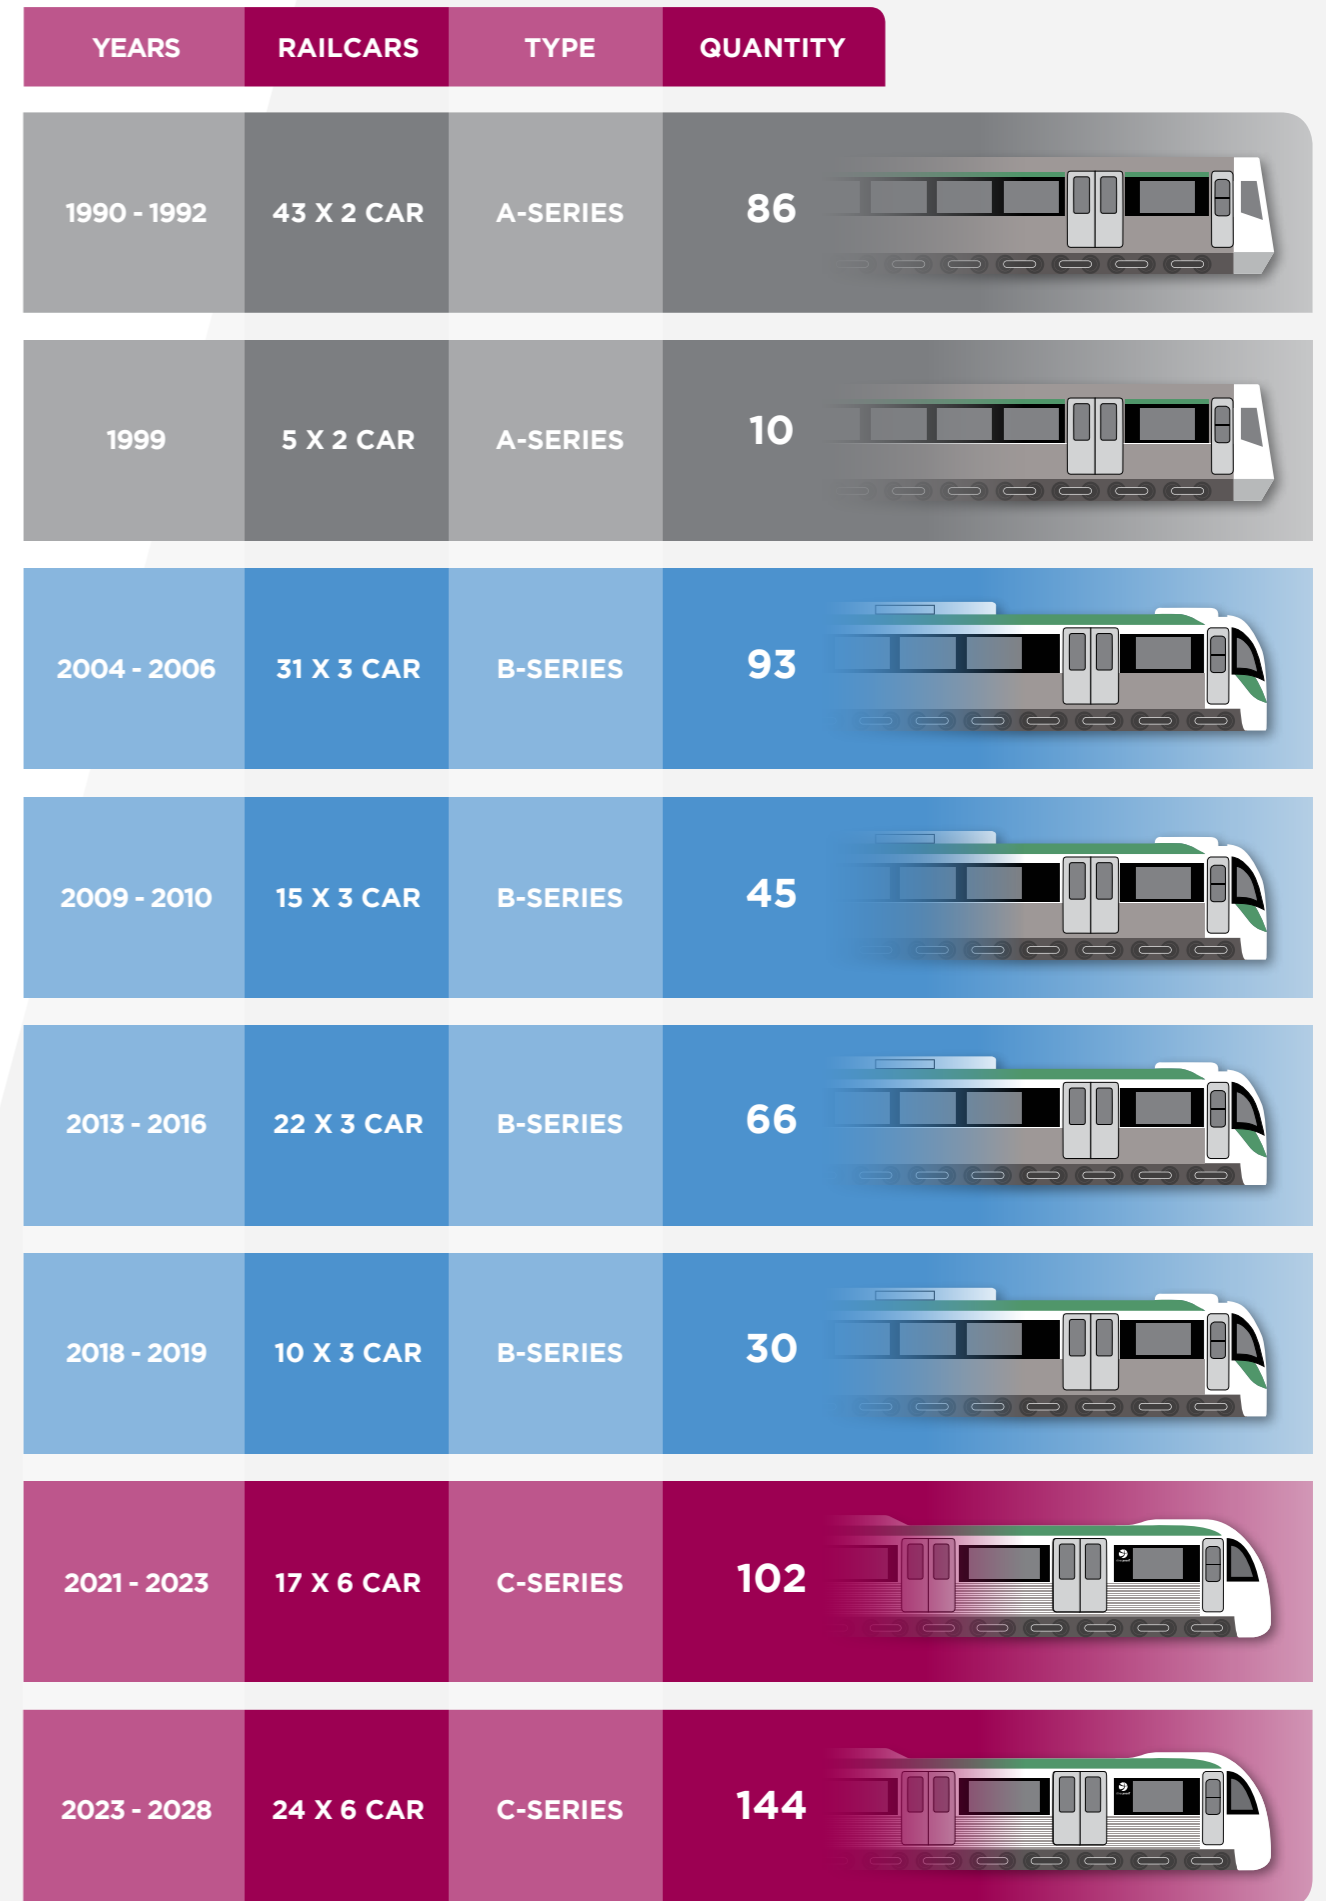 YEARS RAILCARS TYPE QUANTITY
1990 - 1992 43 X 2 CAR A-SERIES 86
1999 5 X 2 CAR A-SERIES 10
2004 - 2006 31 X 3 CAR B-SERIES 93
2009 - 2010 15 X 3 CAR B-SERIES 45
2013 - 2016 22 X 3 CAR B-SERIES 66
2018 - 2019 10 X 3 CAR B-SERIES 30
2021 - 2023 17 X 6 CAR C-SERIES 102
2023 - 2028 24 X 6 CAR C-SERIES 144